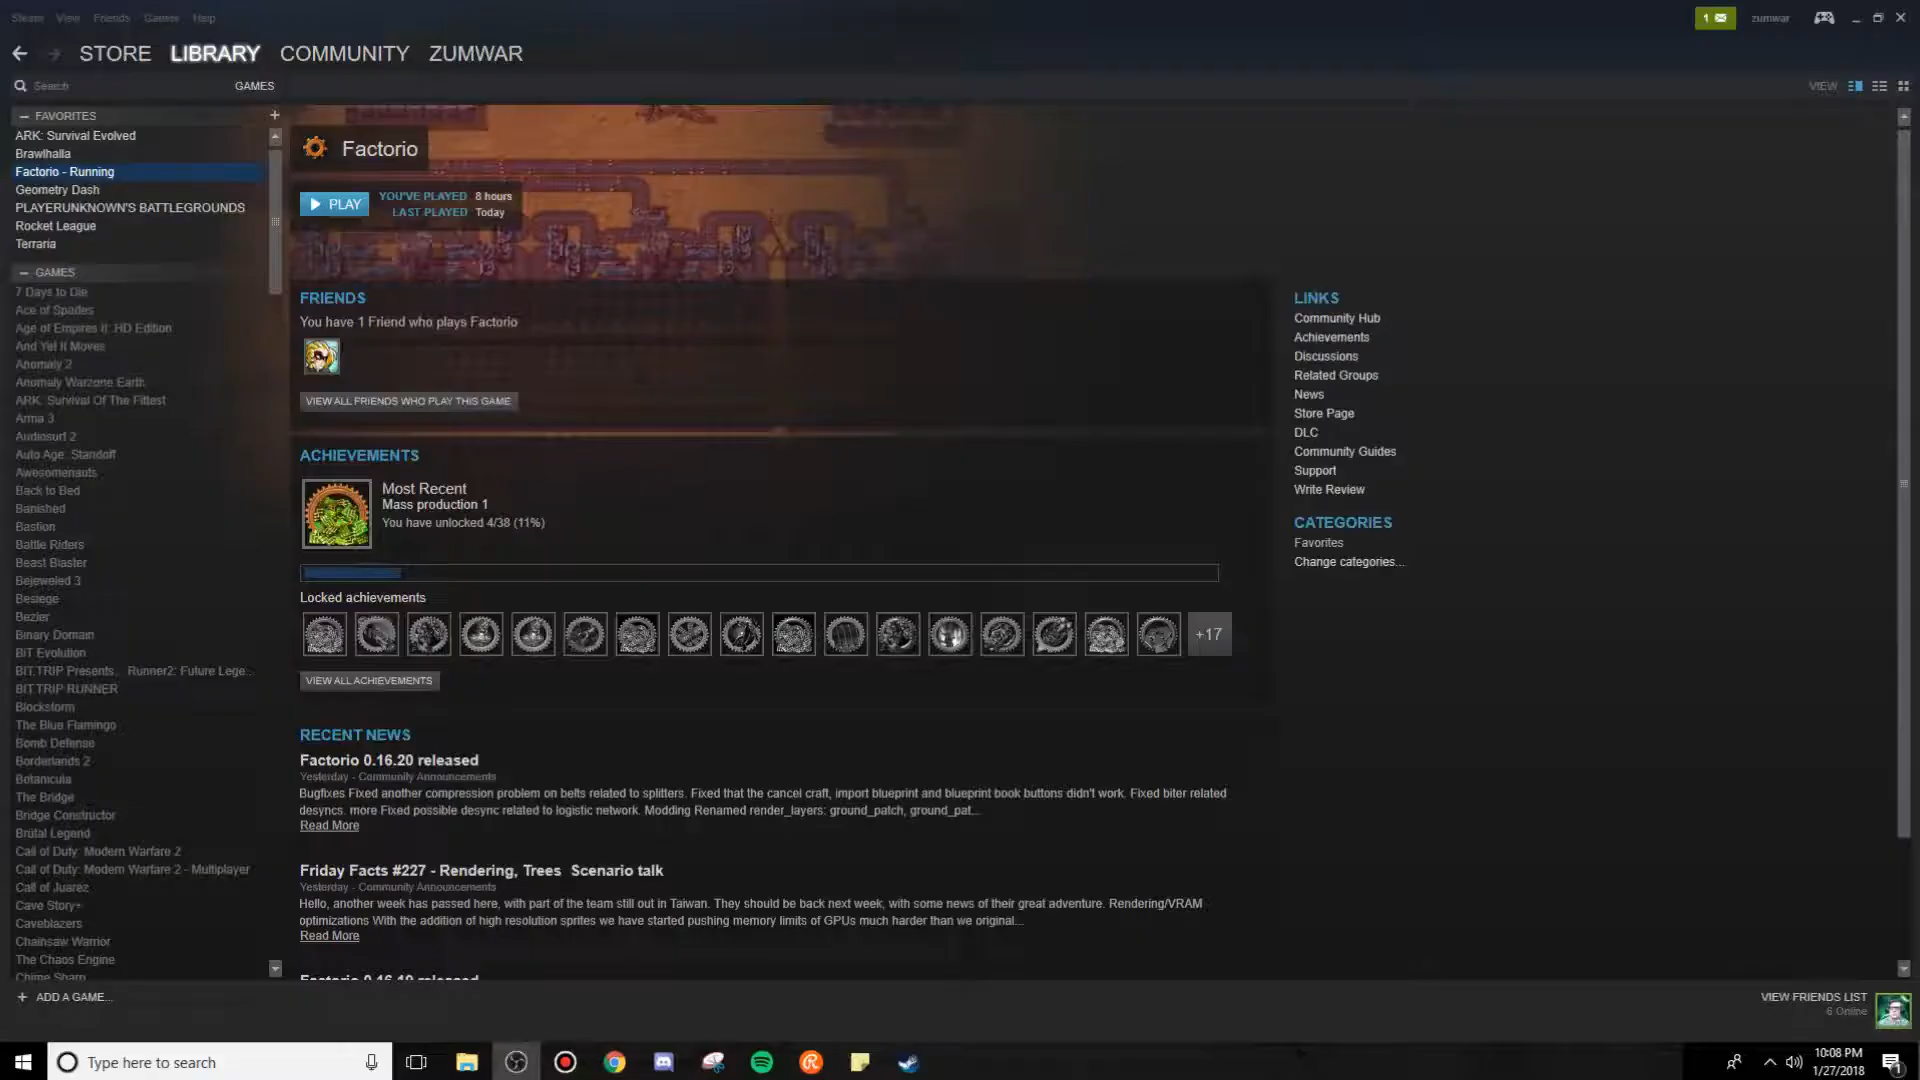 Steam View Friends Games Help
1
zumwar
STORE LIBRARY COMMUNITY ZUMWAR
Search
GAMES
VIEW
FAVORITES
ARK: Survival Evolved
Brawlhalla
Factorio - Running
Geometry Dash
PLAYERUNKNOWN'S BATTLEGROUNDS
Rocket League
Terraria
GAMES
7 Days to Die
Ace of Spades
Age of Empires II: HD Edition
And Yet It Moves
Anomaly 2
Anomaly Warzone Earth
ARK: Survival Of The Fittest
Arma 3
Audiosurf 2
Auto Age: Standoff
Awesomenauts
Back to Bed
Banished
Bastion
Battle Riders
Beast Blaster
Bejeweled 3
Besiege
Bezier
Binary Domain
BIT Evolution
BIT.TRIP Presents... Runner2: Future Lege...
BIT.TRIP RUNNER
Blockstorm
The Blue Flamingo
Bomb Defense
Borderlands 2
Botanicula
The Bridge
Bridge Constructor
Brütal Legend
Call of Duty: Modern Warfare 2
Call of Duty: Modern Warfare 2 - Multiplayer
Call of Juarez
Cave Story+
Caveblazers
Chainsaw Warrior
The Chaos Engine
Chime Sharp
ADD A GAME...
Factorio
PLAY
YOU'VE PLAYED 8 hours
LAST PLAYED Today
FRIENDS
You have 1 Friend who plays Factorio
VIEW ALL FRIENDS WHO PLAY THIS GAME
ACHIEVEMENTS
Most Recent
Mass production 1
You have unlocked 4/38 (11%)
Locked achievements
+17
VIEW ALL ACHIEVEMENTS
RECENT NEWS
Factorio 0.16.20 released
Yesterday - Community Announcements
Bugfixes Fixed another compression problem on belts related to splitters. Fixed that the cancel craft, import blueprint and blueprint book buttons didn't work. Fixed biter related
desyncs. more Fixed possible desync related to logistic network. Modding Renamed render_layers: ground_patch, ground_pat...
Read More
Friday Facts #227 - Rendering, Trees Scenario talk
Yesterday - Community Announcements
Hello, another week has passed here, with part of the team still out in Taiwan. They should be back next week, with some news of their great adventure. Rendering/VRAM
optimizations With the addition of high resolution sprites we have started pushing memory limits of GPUs much harder than we original...
Read More
Factorio 0.16.19 released
LINKS
Community Hub
Achievements
Discussions
Related Groups
News
Store Page
DLC
Community Guides
Support
Write Review
CATEGORIES
Favorites
Change categories...
VIEW FRIENDS LIST
6 Online
Type here to search
10:08 PM
1/27/2018
1